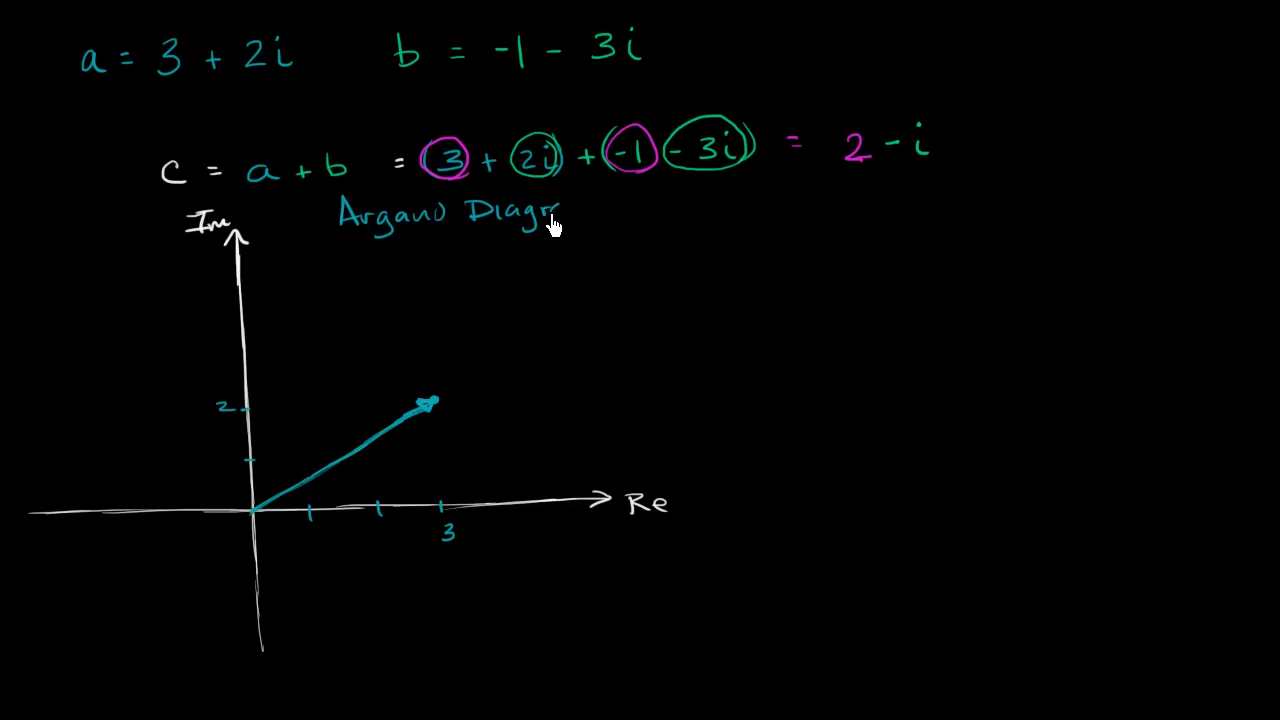 a = 3 + 2i b = -1 - 3i
c = a + b = (3 + 2i) + (-1 - 3i) = 2 - i
Im Argand Diagr
2
Re
3